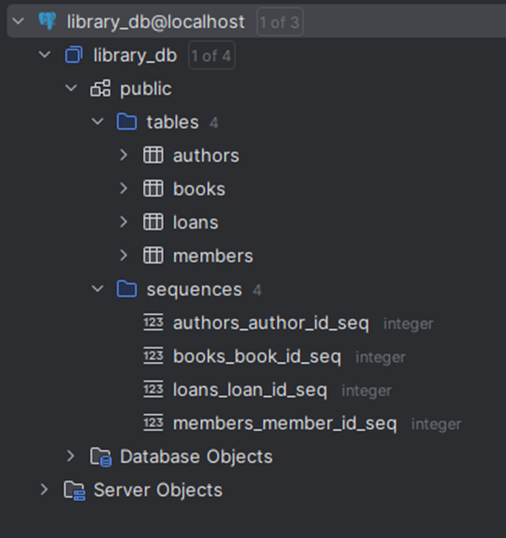 library_db@localhost 1 of 3
library_db 1 of 4
public
tables 4
authors
books
loans
members
sequences 4
123 authors_author_id_seq integer
123 books_book_id_seq integer
123 loans_loan_id_seq integer
123 members_member_id_seq integer
Database Objects
Server Objects